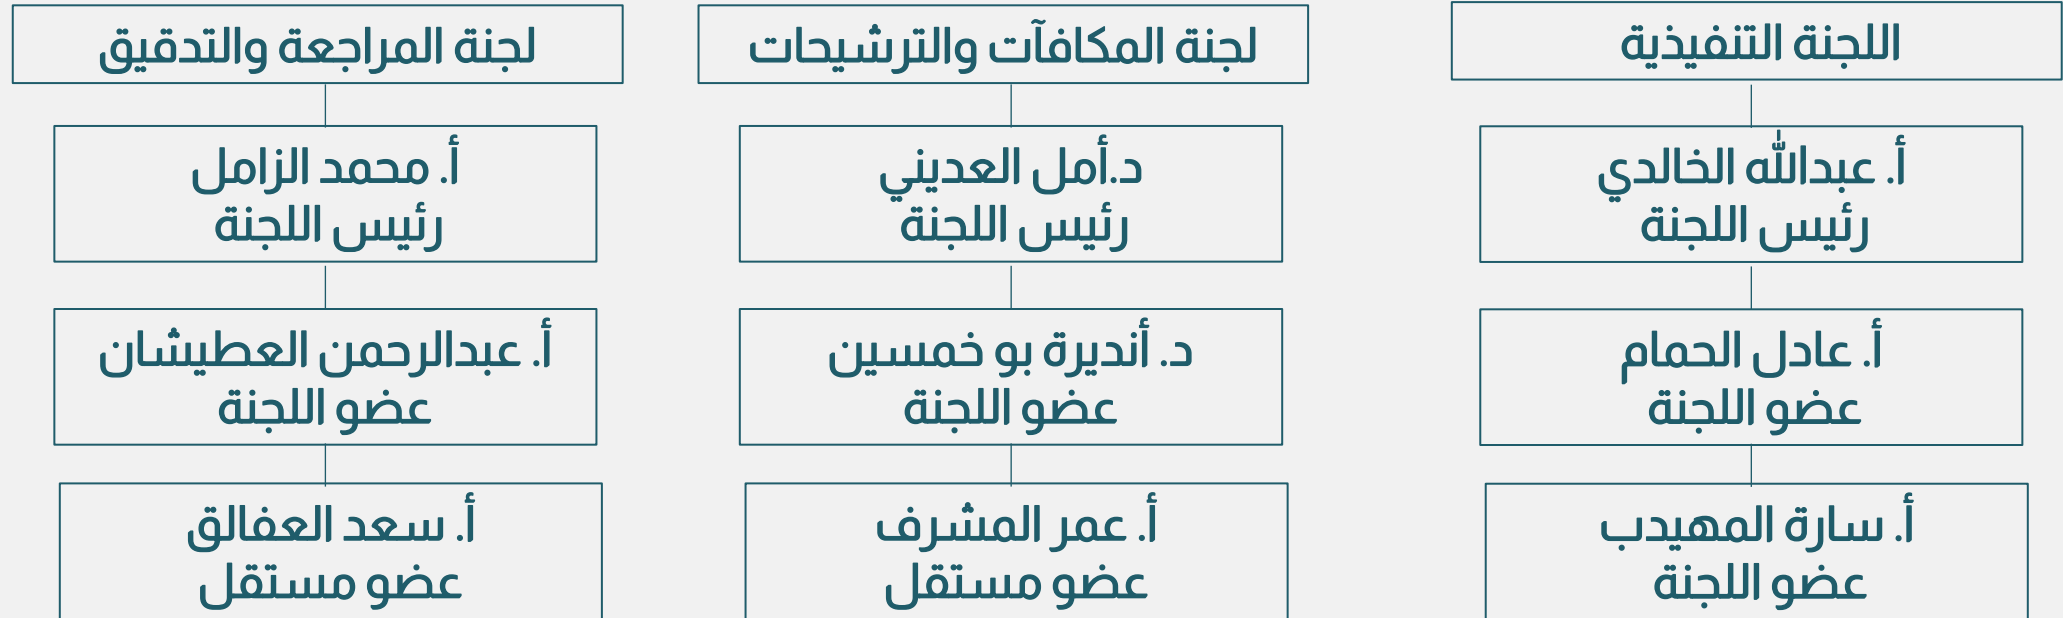 اللجنة التنفيذية
أ. عبدالله الخالدي
رئيس اللجنة
أ. عادل الحمام
عضو اللجنة
أ. سارة المهيدب
عضو اللجنة
لجنة المكافآت والترشيحات
د.أمل العديني
رئيس اللجنة
د. أنديرة بو خمسين
عضو اللجنة
أ. عمر المشرف
عضو مستقل
لجنة المراجعة والتدقيق
أ. محمد الزامل
رئيس اللجنة
أ. عبدالرحمن العطيشان
عضو اللجنة
أ. سعد العفالق
عضو مستقل